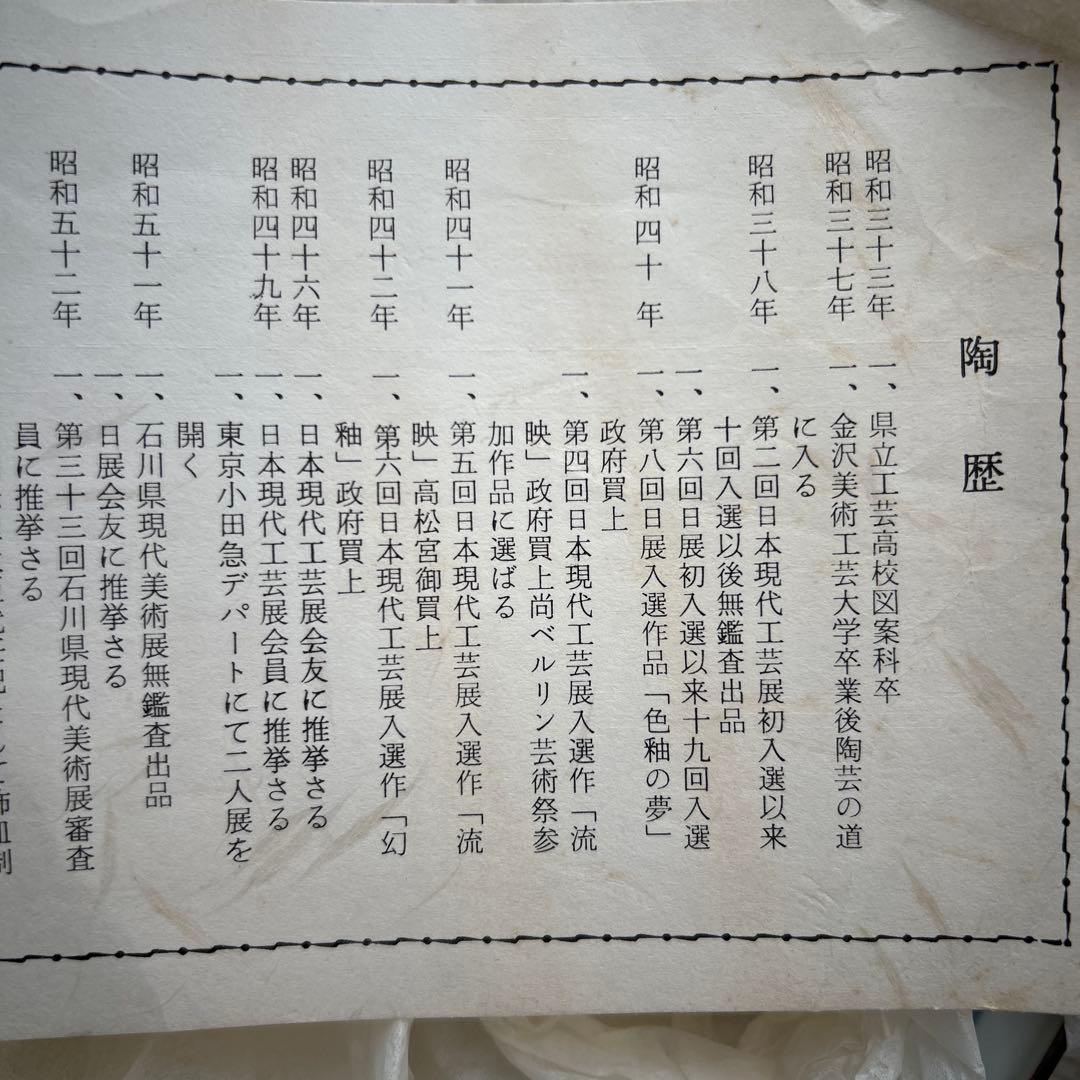 陶歴
昭和三十三年 一、県立工芸高校図案科卒
昭和三十七年 一、金沢美術工芸大学卒業後陶芸の道
に入る
昭和三十八年 一、第二回日本現代工芸展初入選以来
十回入選以後無鑑査出品
一、第六回日展初入選以来十九回入選
昭和四十年 一、第八回日展入選作品「色釉の夢」
政府買上
一、第四回日本現代工芸展入選作「流
映」政府買上尚ベルリン芸術祭参
加作品に選ばる
昭和四十一年 一、第五回日本現代工芸展入選作「流
映」高松宮御買上
昭和四十二年 一、第六回日本現代工芸展入選作「幻
釉」政府買上
昭和四十六年 一、日本現代工芸展会友に推挙さる
昭和四十九年 一、日本現代工芸展会員に推挙さる
一、東京小田急デパートにて二人展を
開く
昭和五十一年 一、石川県現代美術展無鑑査出品
一、日展会友に推挙さる
昭和五十二年 一、第三十三回石川県現代美術展審査
員に推挙さる